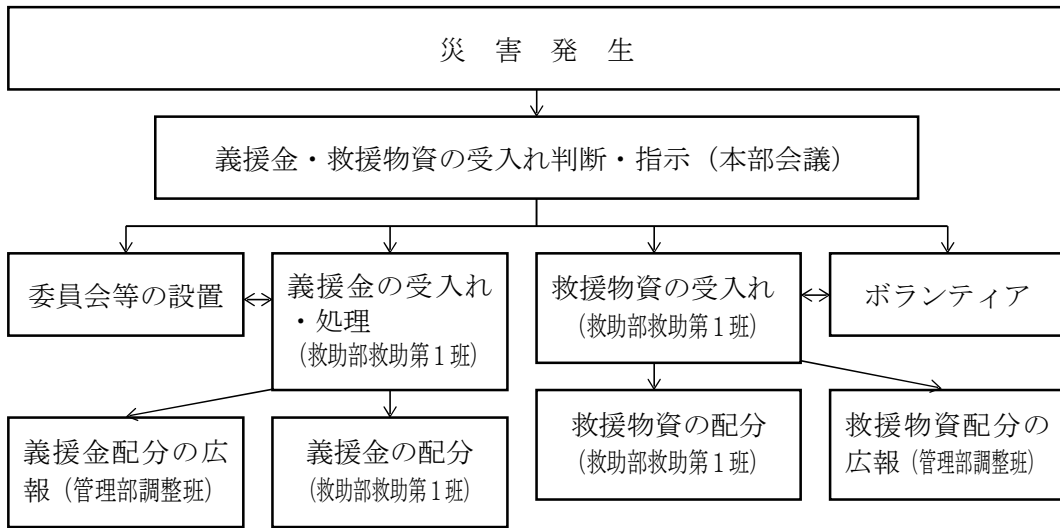 災　害　発　生
義援金・救援物資の受入れ判断・指示（本部会議）
委員会等の設置
義援金の受入れ
・処理
（救助部救助第１班）
救援物資の受入れ
（救助部救助第１班）
ボランティア
義援金配分の広
報（管理部調整班）
義援金の配分
（救助部救助第１班）
救援物資の配分
（救助部救助第１班）
救援物資配分の
広報（管理部調整班）